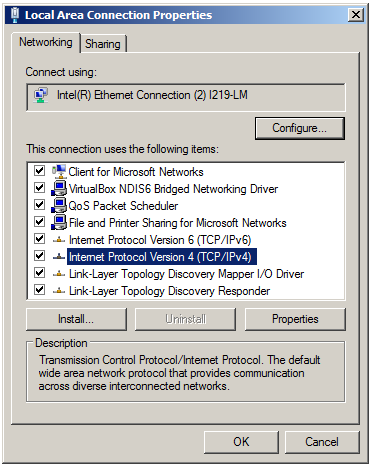 Local Area Connection Properties
Networking
Sharing
Connect using:
Intel(R) Ethernet Connection (2) I219-LM
Configure...
This connection uses the following items:
Client for Microsoft Networks
VirtualBox NDIS6 Bridged Networking Driver
QoS Packet Scheduler
File and Printer Sharing for Microsoft Networks
Internet Protocol Version 6 (TCP/IPv6)
Internet Protocol Version 4 (TCP/IPv4)
Link-Layer Topology Discovery Mapper I/O Driver
Link-Layer Topology Discovery Responder
Install...
Uninstall
Properties
Description
Transmission Control Protocol/Internet Protocol. The default
wide area network protocol that provides communication
across diverse interconnected networks.
OK
Cancel